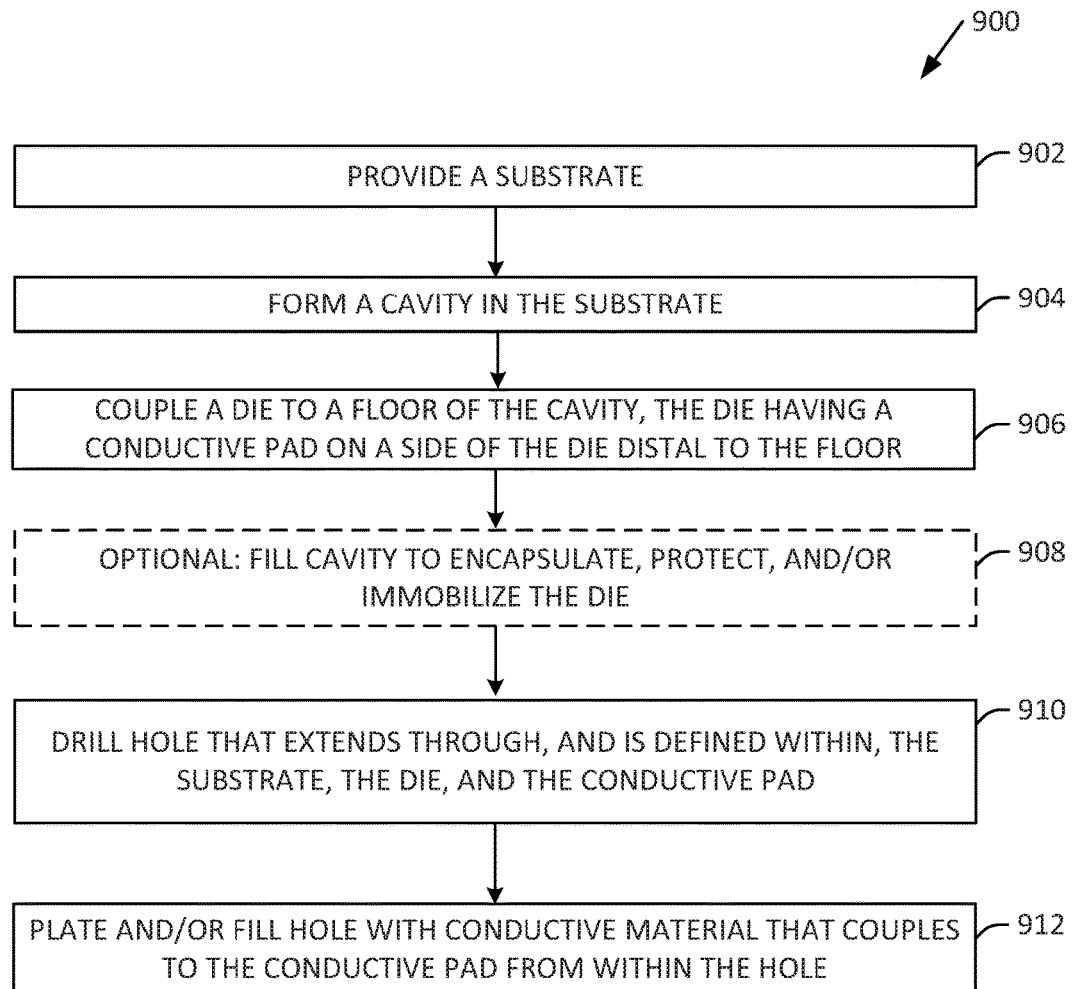 900
PROVIDE A SUBSTRATE
902
FORM A CAVITY IN THE SUBSTRATE
904
COUPLE A DIE TO A FLOOR OF THE CAVITY, THE DIE HAVING A
CONDUCTIVE PAD ON A SIDE OF THE DIE DISTAL TO THE FLOOR
906
OPTIONAL: FILL CAVITY TO ENCAPSULATE, PROTECT, AND/OR
IMMOBILIZE THE DIE
908
DRILL HOLE THAT EXTENDS THROUGH, AND IS DEFINED WITHIN, THE
SUBSTRATE, THE DIE, AND THE CONDUCTIVE PAD
910
PLATE AND/OR FILL HOLE WITH CONDUCTIVE MATERIAL THAT COUPLES
TO THE CONDUCTIVE PAD FROM WITHIN THE HOLE
912